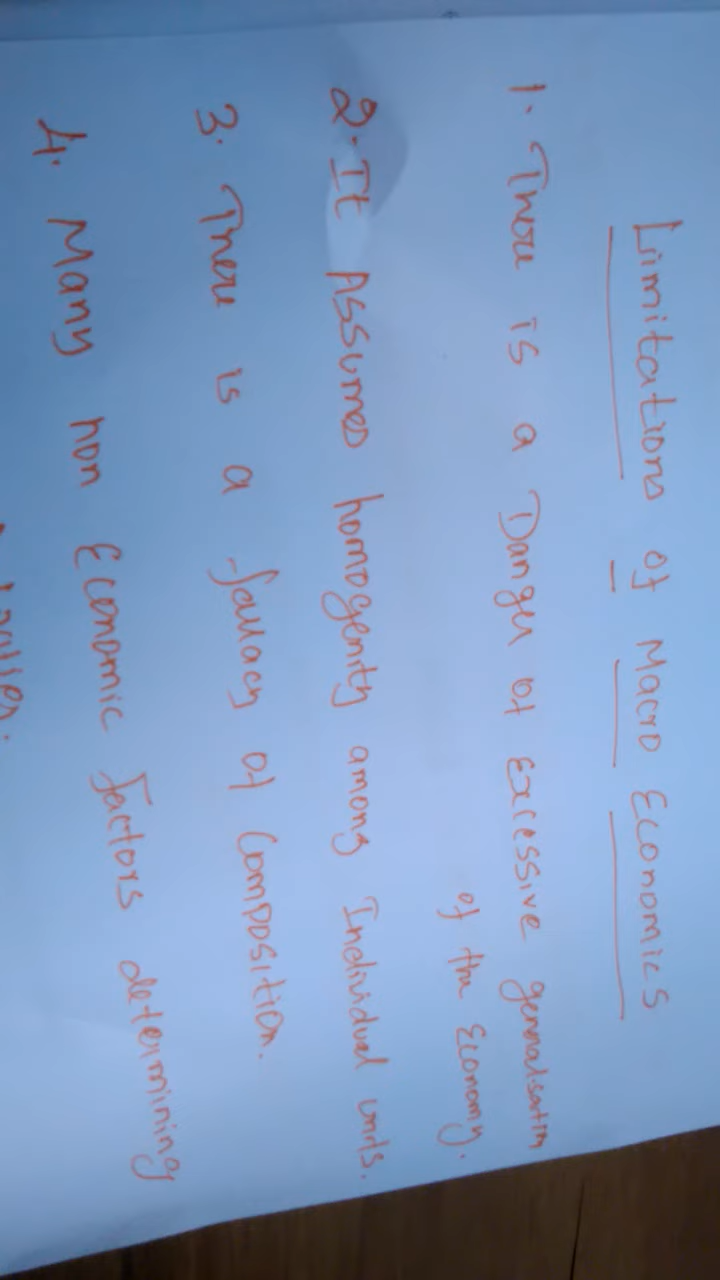 Limitations of Macro Economics
1. There is a Danger of Excessive generalisation
of the Economy.
2. It Assumes homogenity among Individual units.
3. There is a fallacy of Composition.
4. Many non Economic factors determining